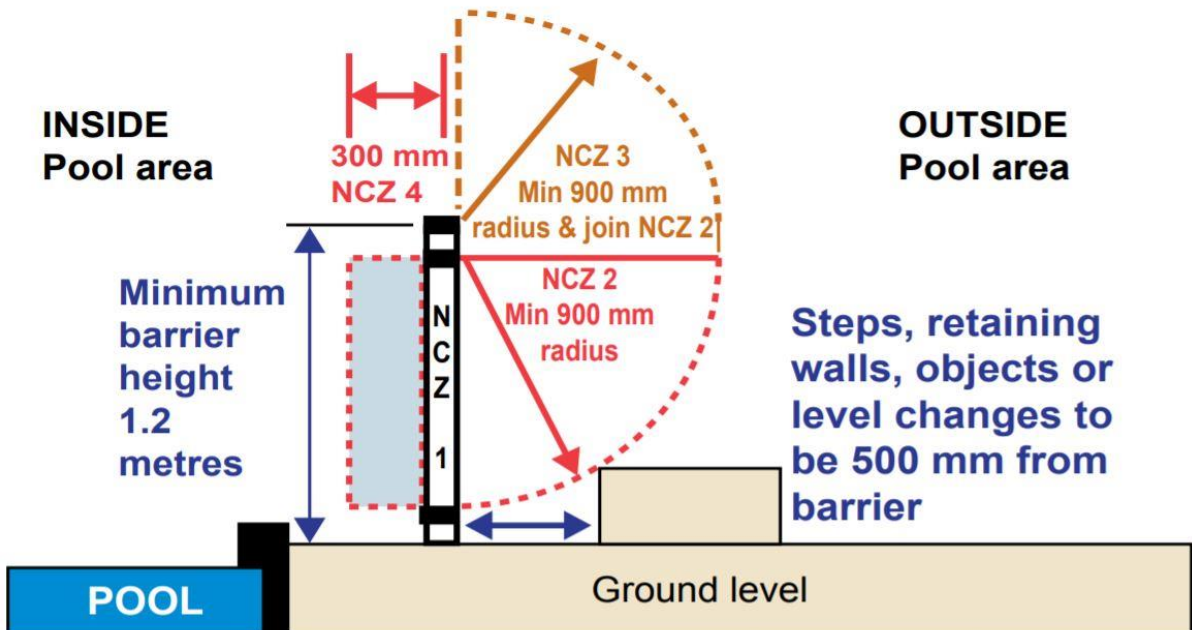 INSIDE
Pool area
300 mm
NCZ 4
NCZ 3
Min 900 mm
radius & join NCZ 2
OUTSIDE
Pool area
Minimum
barrier
height
1.2
metres
N
C
Z
1
NCZ 2
Min 900 mm
radius
Steps, retaining
walls, objects or
level changes to
be 500 mm from
barrier
POOL
Ground level